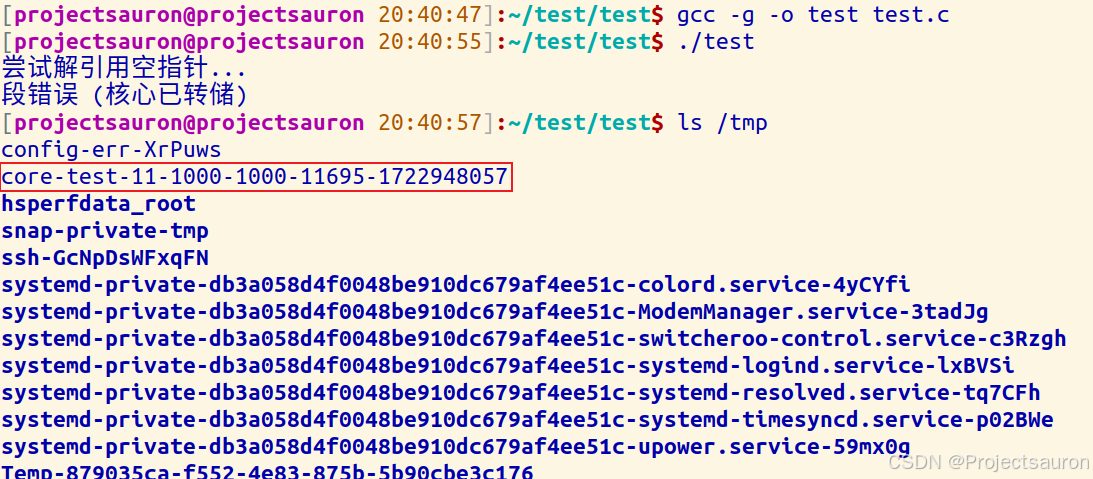 [projectsauron@projectsauron 20:40:47]:~/test/test$ gcc -g -o test test.c
[projectsauron@projectsauron 20:40:55]:~/test/test$ ./test
尝试解引用空指针...
段错误 (核心已转储)
[projectsauron@projectsauron 20:40:57]:~/test/test$ ls /tmp
config-err-XrPuws
core-test-11-1000-1000-11695-1722948057
hsperfdata_root
snap-private-tmp
ssh-GcNpDsWFxqFN
systemd-private-db3a058d4f0048be910dc679af4ee51c-colord.service-4yCYfi
systemd-private-db3a058d4f0048be910dc679af4ee51c-ModemManager.service-3tadJg
systemd-private-db3a058d4f0048be910dc679af4ee51c-switcheroo-control.service-c3Rzgh
systemd-private-db3a058d4f0048be910dc679af4ee51c-systemd-logind.service-lxBVSi
systemd-private-db3a058d4f0048be910dc679af4ee51c-systemd-resolved.service-tq7CFh
systemd-private-db3a058d4f0048be910dc679af4ee51c-systemd-timesyncd.service-p02BWe
systemd-private-db3a058d4f0048be910dc679af4ee51c-upower.service-59mx0g
Temp-879035ca-f552-4e83-875b-5b90cbe3c176
CSDN @Projectsauron